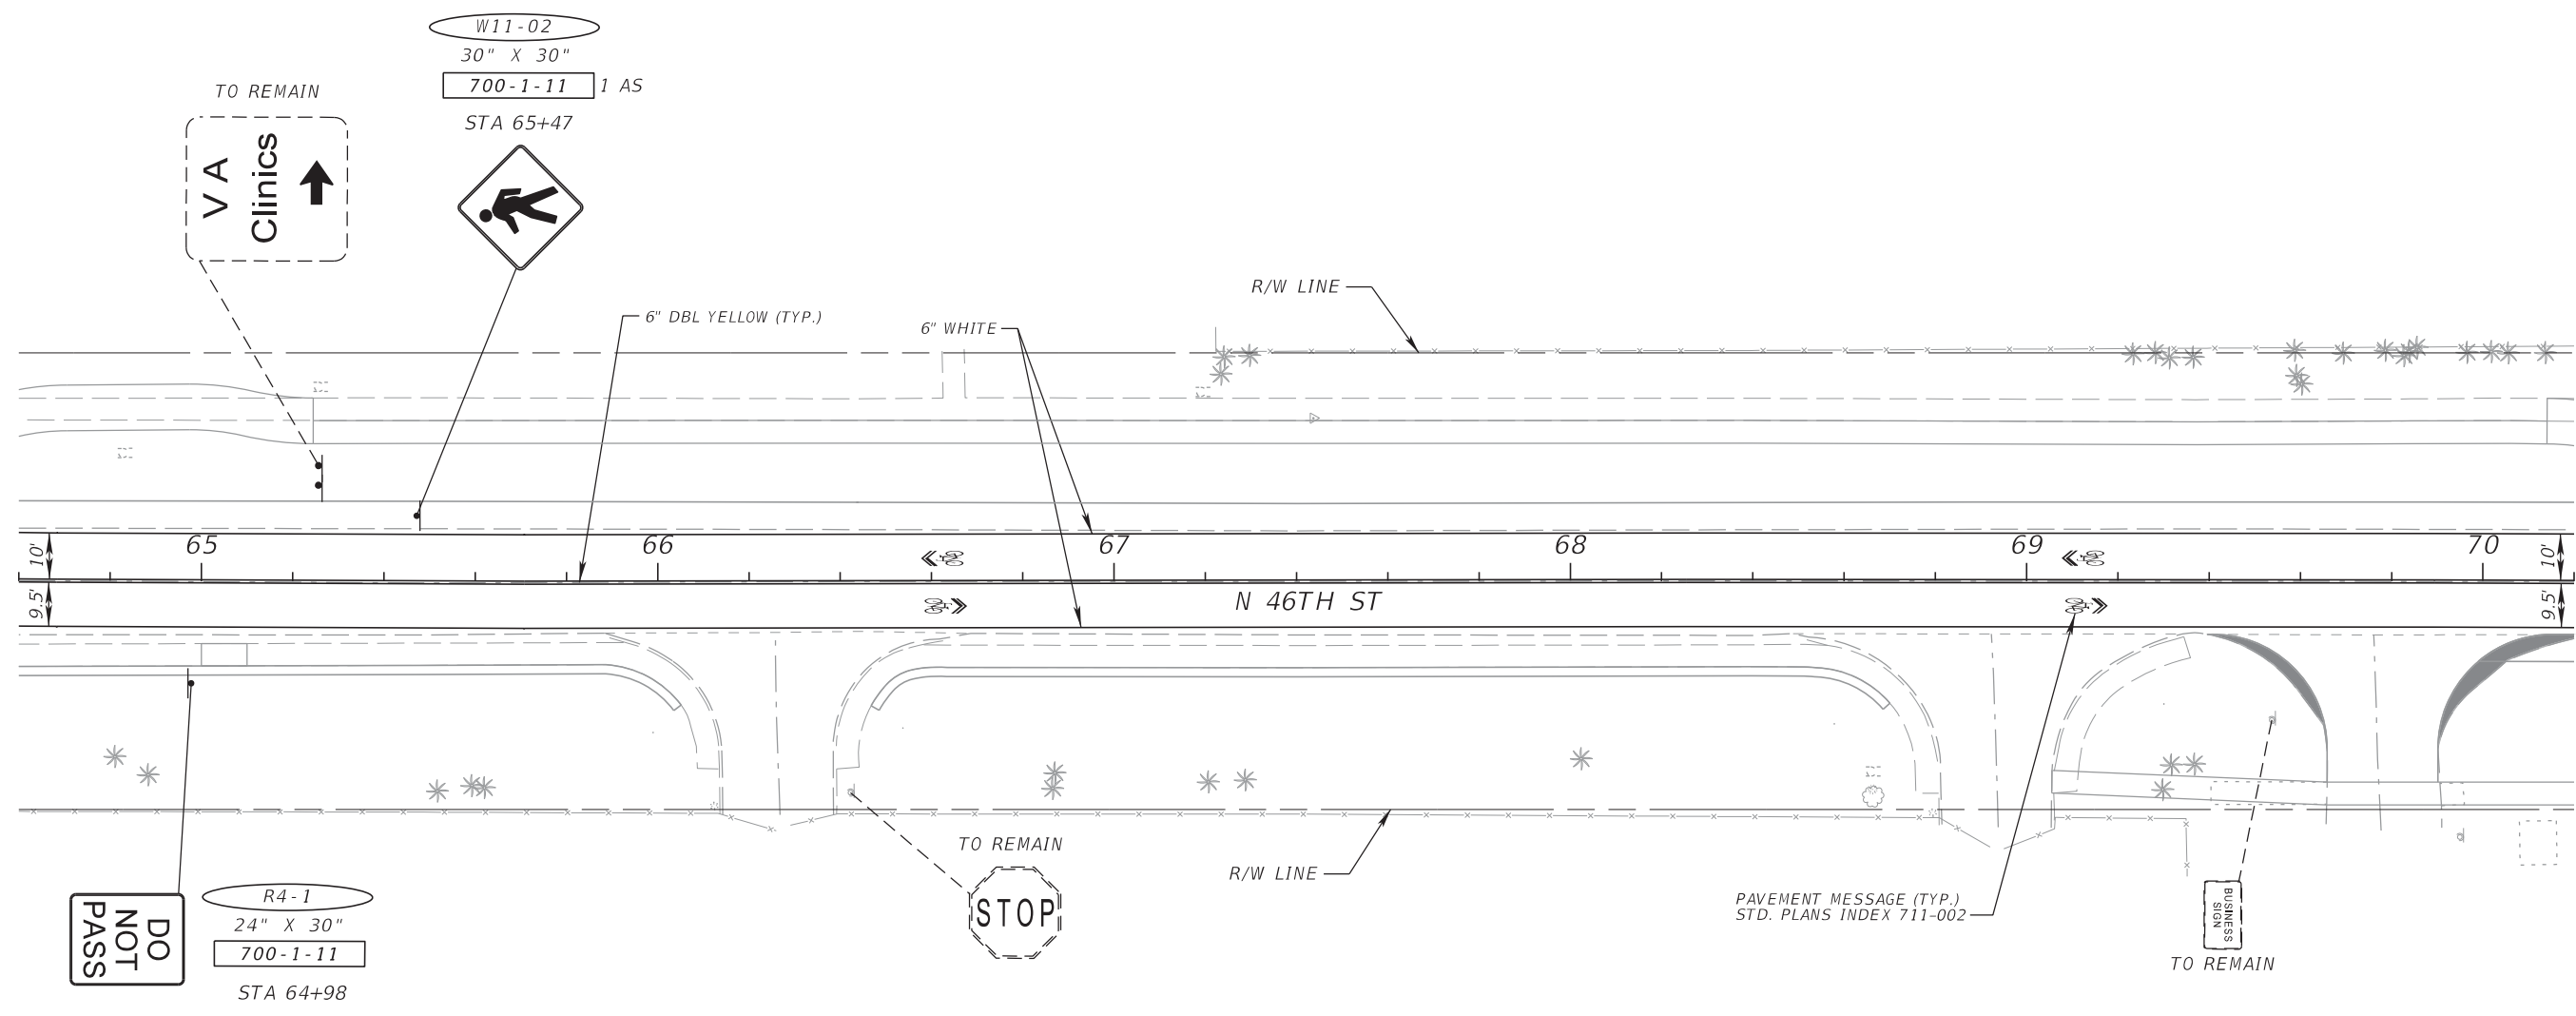 W11-02
30" X 30"
700-1-11 1 AS
STA 65+47
TO REMAIN
V A
Clinics
R/W LINE
6" DBL YELLOW (TYP.)
6" WHITE
10'
65
66
67
68
69
70
10'
9.5'
N 46TH ST
9.5'
TO REMAIN
STOP
R/W LINE
PAVEMENT MESSAGE (TYP.)
STD. PLANS INDEX 711-002
BUSINESS
SIGN
TO REMAIN
DO
NOT
PASS
R4-1
24" X 30"
700-1-11
STA 64+98